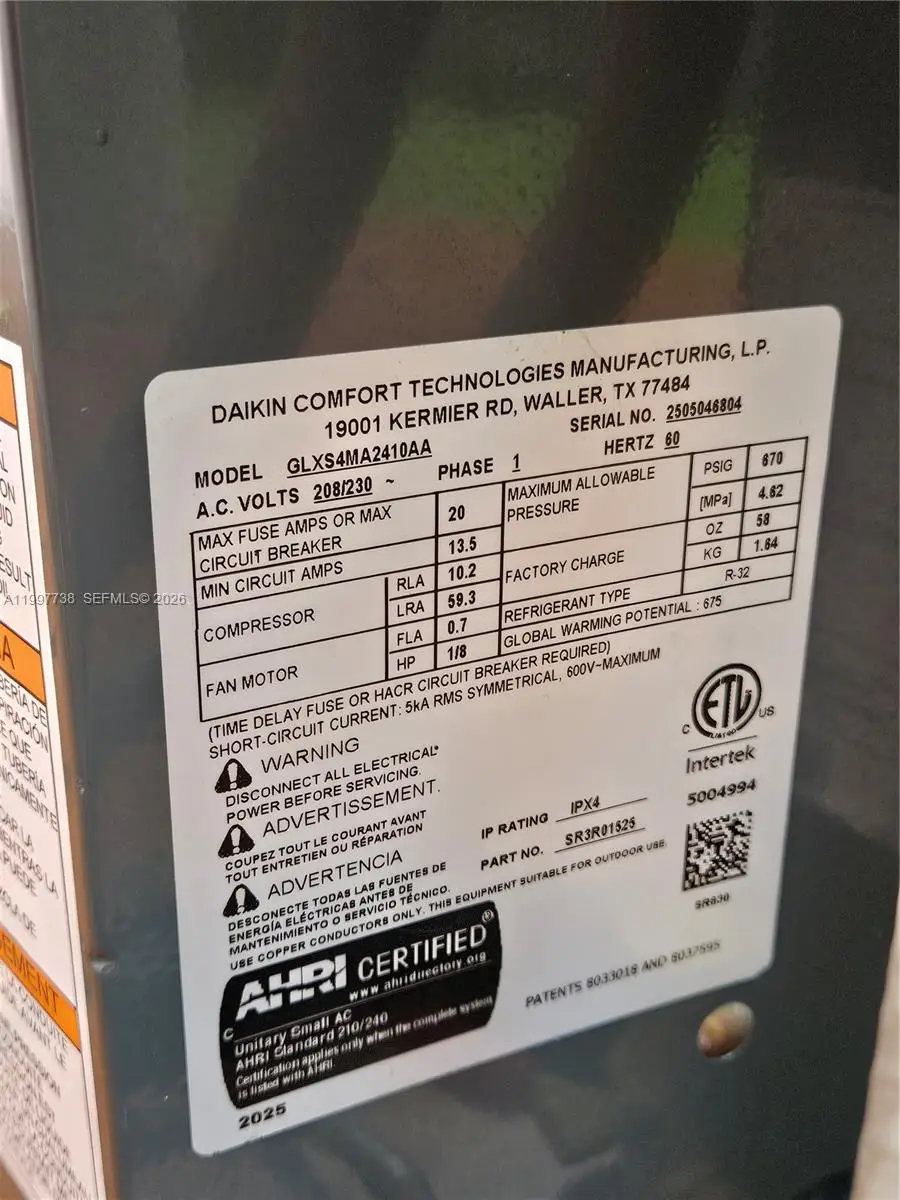 DAIKIN COMFORT TECHNOLOGIES MANUFACTURING, L.P.
19001 KERMIER RD, WALLER, TX 77484
SERIAL NO. 2505046804
MODEL GLXS4MA2410AA
HERTZ 60
A.C. VOLTS 208/230 ~ PHASE 1
MAX FUSE AMPS OR MAX CIRCUIT BREAKER 20
MIN CIRCUIT AMPS 13.5
COMPRESSOR RLA 10.2
LRA 59.3
FAN MOTOR FLA 0.7
HP 1/8
MAXIMUM ALLOWABLE PRESSURE PSIG 670
[MPa] 4.62
FACTORY CHARGE OZ 58
KG 1.64
REFRIGERANT TYPE R-32
GLOBAL WARMING POTENTIAL : 675
(TIME DELAY FUSE OR HACR CIRCUIT BREAKER REQUIRED)
SHORT-CIRCUIT CURRENT: 5kA RMS SYMMETRICAL, 600V~MAXIMUM
WARNING
DISCONNECT ALL ELECTRICAL
POWER BEFORE SERVICING.
ADVERTISSEMENT.
COUPEZ TOUT LE COURANT AVANT
TOUT ENTRETIEN OU RÉPARATION
ADVERTENCIA
DESCONECTE TODAS LAS FUENTES DE
ENERGÍA ELÉCTRICAS ANTES DE
MANTENIMIENTO O SERVICIO TÉCNICO.
USE COPPER CONDUCTORS ONLY. THIS EQUIPMENT SUITABLE FOR OUTDOOR USE
IP RATING IPX4
PART NO. SR3R01525
C ETL US
LISTED
Intertek
5004994
SR830
AHRI CERTIFIED®
www.ahridirectory.org
C
Unitary Small AC
AHRI Standard 210/240
Certification applies only when the complete system
is listed with AHRI
PATENTS 8033018 AND 8037595
2025
A11997738 SEFMLS© 2026